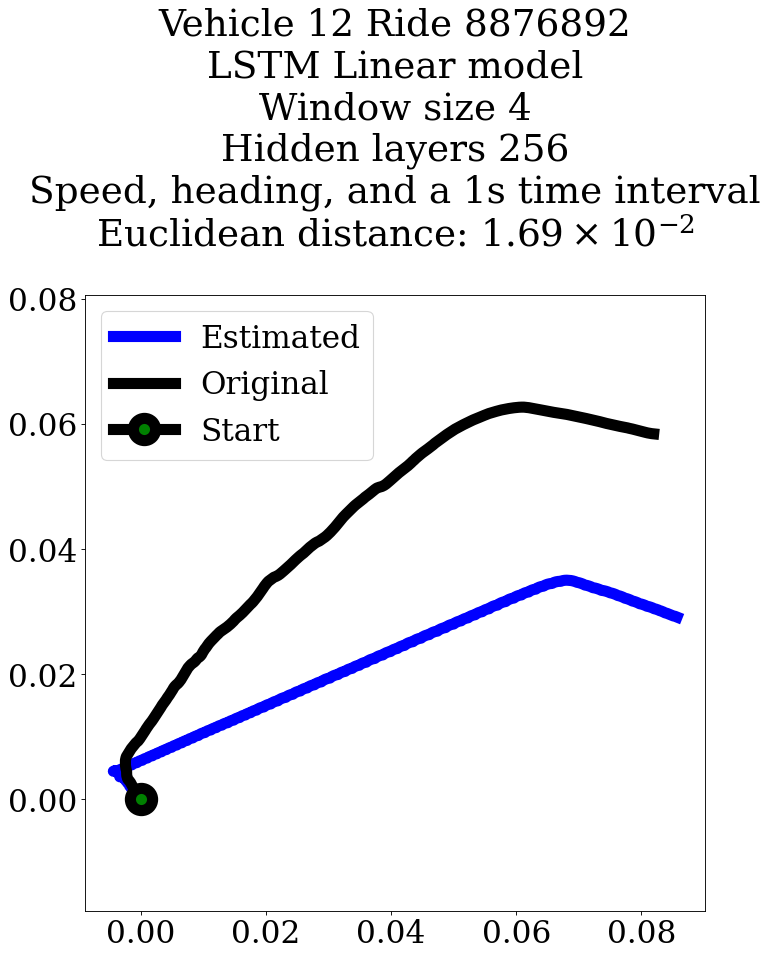 Vehicle 12 Ride 8876892
LSTM Linear model
Window size 4
Hidden layers 256
Speed, heading, and a 1s time interval
Euclidean distance: 1.69 × 10⁻²
0.08
0.06
0.04
0.02
0.00
Estimated
Original
Start
0.00 0.02 0.04 0.06 0.08